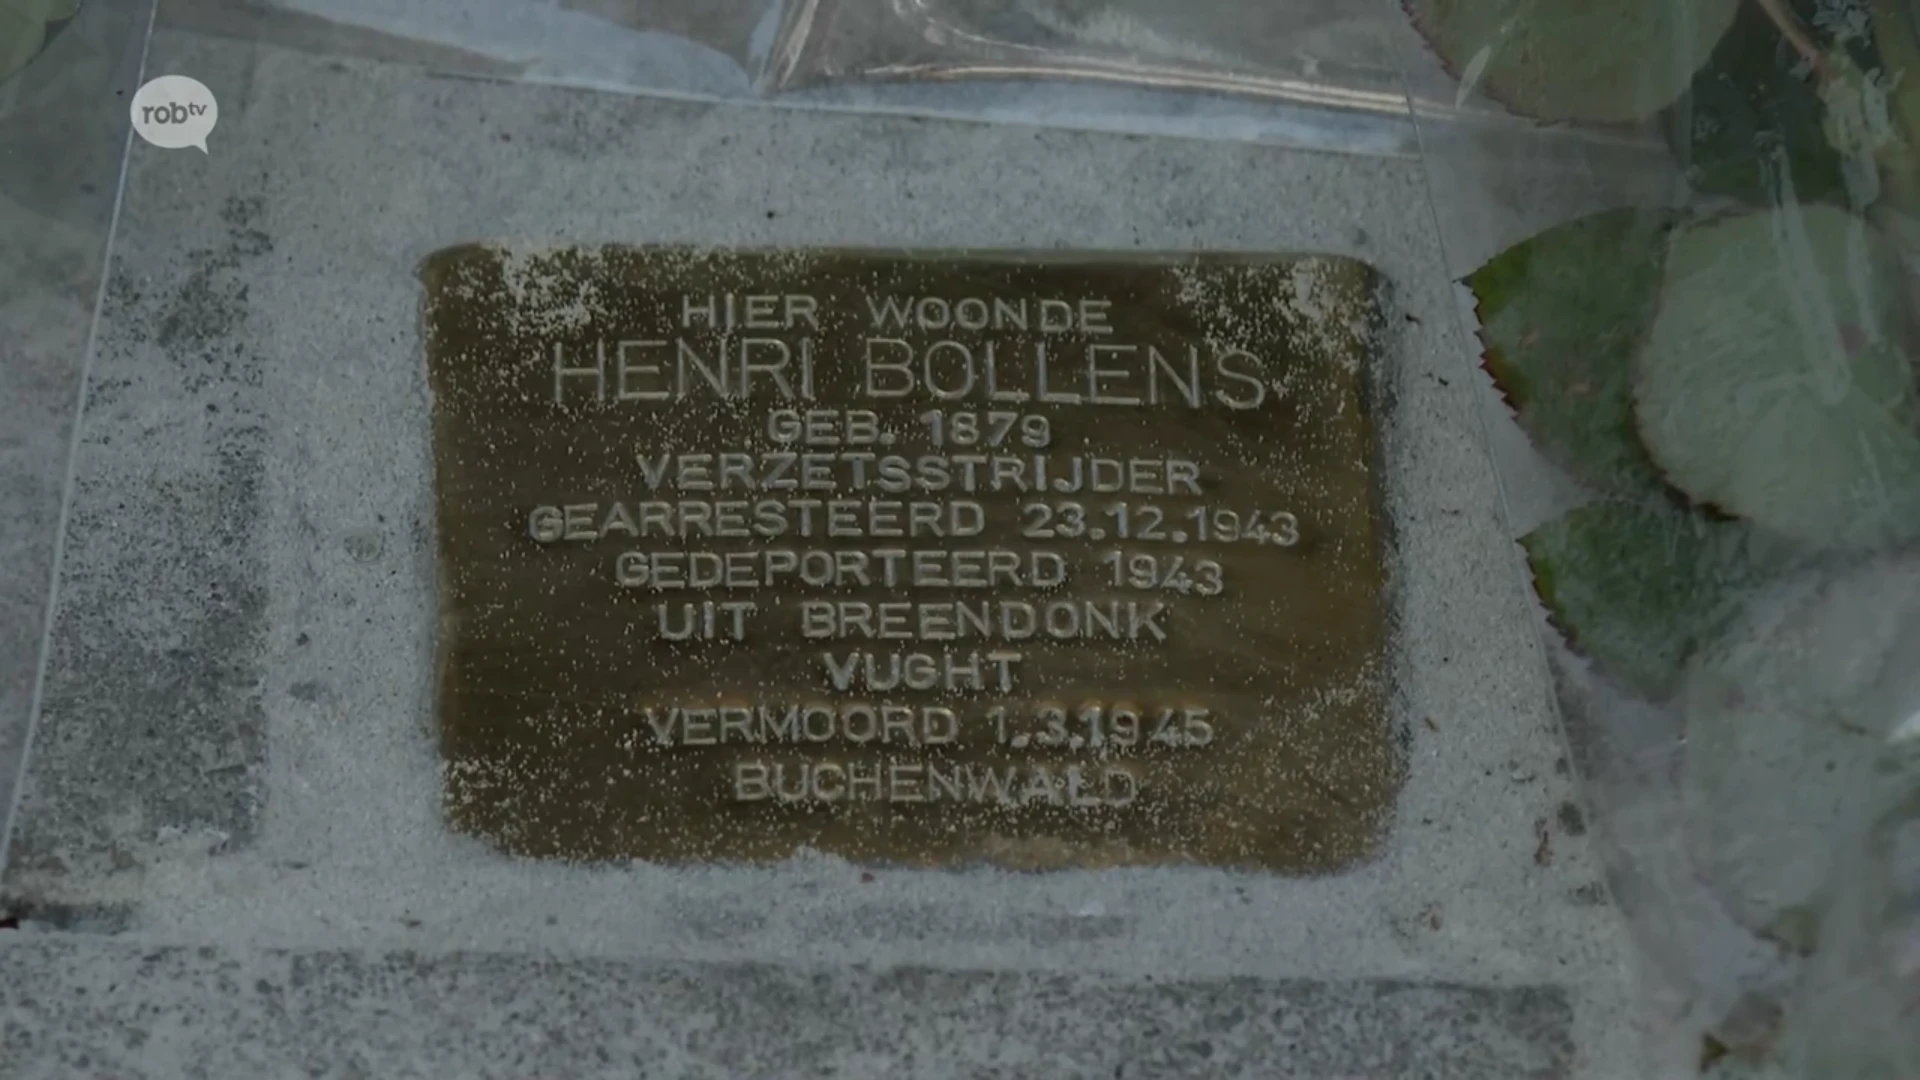 robtv
HIER WOONDE
HENRI BOLLENS
GEB. 1879
VERZETSSTRIJDER
GEARRESTEERD 23.12.1943
GEDEPORTEERD 1943
UIT BREENDONK
VUGHT
VERMOORD 1.3.1945
BUCHENWALD